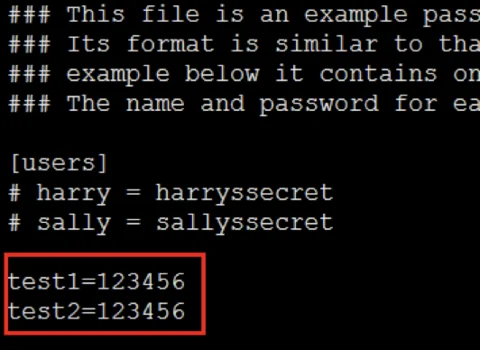 ### This file is an example pass
### Its format is similar to tha
### example below it contains on
### The name and password for ea
[users]
# harry = harryssecret
# sally = sallyssecret
test1=123456
test2=123456